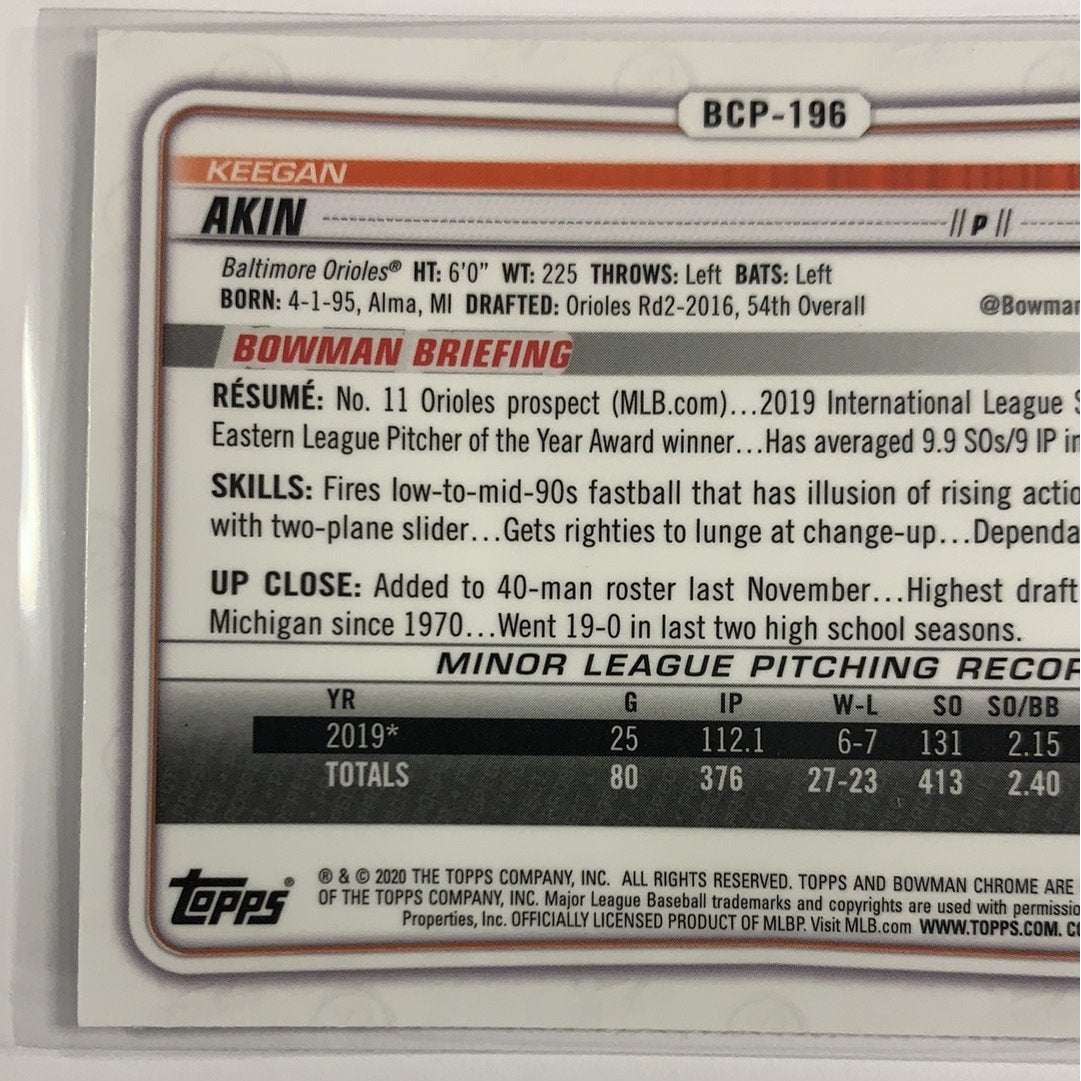 BCP-196
KEEGAN
AKIN // P //
Baltimore Orioles® HT: 6'0" WT: 225 THROWS: Left BATS: Left
BORN: 4-1-95, Alma, MI DRAFTED: Orioles Rd2-2016, 54th Overall @Bowman
BOWMAN BRIEFING
RÉSUMÉ: No. 11 Orioles prospect (MLB.com)...2019 International League S
Eastern League Pitcher of the Year Award winner...Has averaged 9.9 SOs/9 IP in
SKILLS: Fires low-to-mid-90s fastball that has illusion of rising actio
with two-plane slider...Gets righties to lunge at change-up...Dependa
UP CLOSE: Added to 40-man roster last November...Highest draft
Michigan since 1970...Went 19-0 in last two high school seasons.
MINOR LEAGUE PITCHING RECOR
YR G IP W-L SO SO/BB
2019* 25 112.1 6-7 131 2.15
TOTALS 80 376 27-23 413 2.40
Topps®
® & © 2020 THE TOPPS COMPANY, INC. ALL RIGHTS RESERVED. TOPPS AND BOWMAN CHROME ARE
OF THE TOPPS COMPANY, INC. Major League Baseball trademarks and copyrights are used with permissio
Properties, Inc. OFFICIALLY LICENSED PRODUCT OF MLBP. Visit MLB.com WWW.TOPPS.COM. CO